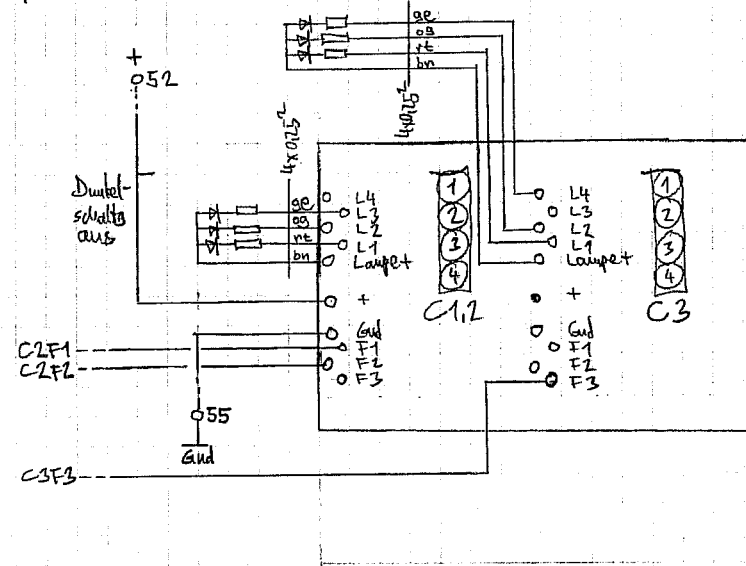 ge
og
rt
bn
4x0,25²
+
52
4x0,25²
Dunkel-
schaltg
aus
ge
og
rt
bn
L4
L3
L2
L1
Lampe+
+
Gnd
F1
F2
F3
1
2
3
4
C1,2
L4
L3
L2
L1
Lampe+
+
Gnd
F1
F2
F3
1
2
3
4
C3
C2F1
C2F2
55
Gnd
C3F3